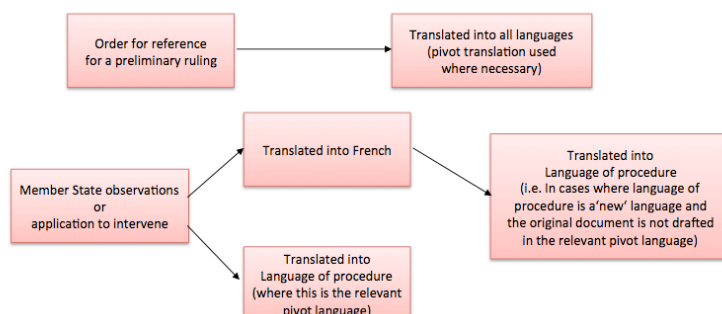 Order for reference
for a preliminary ruling
Translated into all languages
(pivot translation used
where necessary)
Member State observations
or
application to intervene
Translated into French
Translated into
Language of procedure
(i.e. In cases where language of
procedure is a‘new‘ language and
the original document is not drafted
in the relevant pivot language)
Translated into
Language of procedure
(where this is the relevant
pivot language)